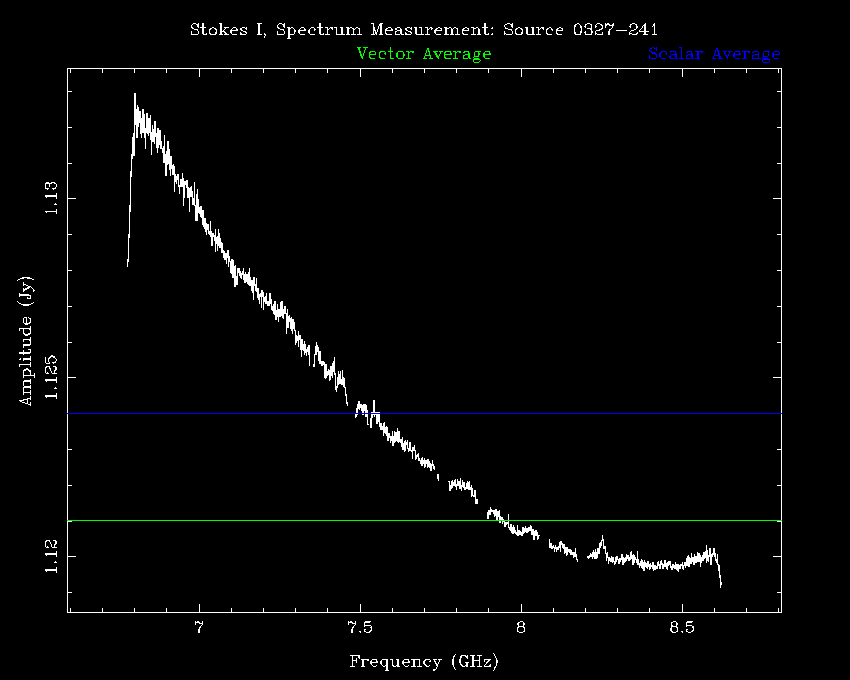 Stokes I, Spectrum Measurement: Source 0327−241
Vector Average Scalar Average
1.13
1.125
1.12
Amplitude (Jy)
7 7.5 8 8.5
Frequency (GHz)